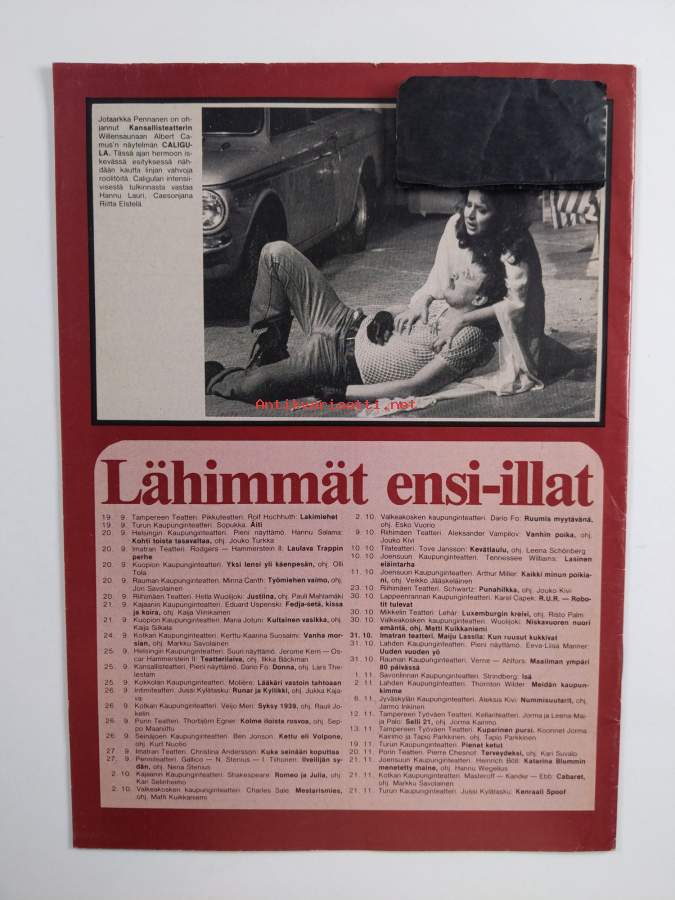 Jotaarkka Pennanen on oh-
jannut Kansallisteatterin
Willensaunaan Albert Ca-
mus'n näytelmän CALIGU-
LA. Tässä ajan hermoon is-
kevässä esityksessä näh-
dään kautta linjan vahvoja
roolitöitä. Caligulan intensii-
visestä tulkinnasta vastaa
Hannu Lauri, Caesonjana
Riitta Elstelä.
Antikvariaatti.net
Lähimmät ensi-illat
19. 9. Tampereen Teatteri. Pikkuteatteri. Rolf Hochhuth: Lakimiehet
19. 9. Turun Kaupunginteatteri. Sopukka. Äiti
20. 9. Helsingin Kaupunginteatteri. Pieni näyttämö. Hannu Salama:
Kohti toista tasavaltaa, ohj. Jouko Turkka
20. 9. Imatran Teatteri. Rodgers — Hammerstein II: Laulava Trappin
perhe
20. 9. Kuopion Kaupunginteatteri. Yksi lensi yli käenpesän, ohj. Olli
Tola
20. 9. Rauman Kaupunginteatteri. Minna Canth: Työmiehen vaimo, ohj.
Jori Savolainen
20. 9. Riihimäen Teatteri. Hella Wuolijoki: Justiina, ohj. Pauli Mahlamäki
21. 9. Kajaanin Kaupunginteatteri. Eduard Uspenski: Fedja-setä, kissa
ja koira, ohj. Kaija Viinikainen
21. 9. Kuopion Kaupunginteatteri. Maria Jotuni: Kultainen vasikka, ohj.
Kaija Siikala
24. 9. Kotkan Kaupunginteatteri. Kerttu-Kaarina Suosalmi: Vanha mor-
sian, ohj. Markku Savolainen
25. 9. Helsingin Kaupunginteatteri. Suuri näyttämö. Jerome Kern — Os-
car Hammerstein II: Teatterilaiva, ohj. Ilkka Bäckman
25. 9. Kansallisteatteri. Pieni näyttämö. Dario Fo: Donna, ohj. Lars The-
lestam
25. 9. Kokkolan Kaupunginteatteri. Molière: Lääkäri vastoin tahtoaan
26. 9. Intimiteatteri. Jussi Kylätasku: Runar ja Kyllikki, ohj. Jukka Kaja-
va
26. 9. Kotkan Kaupunginteatteri. Veijo Meri: Syksy 1939, ohj. Rauli Jo-
kelin
26. 9. Porin Teatteri. Thorbjörn Egner: Kolme iloista rosvoa, ohj. Sep-
po Maanittu
26. 9. Seinäjoen Kaupunginteatteri. Ben Jonson: Kettu eli Volpone,
ohj. Kurt Nuotio
27. 9. Imatran Teatteri. Christina Andersson: Kuka seinään koputtaa
27. 9. Penniteatteri. Gallico — N. Stenius — I. Tiihonen: Ilveilijän sy-
dän, ohj. Nana Stenius
2. 10. Kajaanin Kaupunginteatteri. Shakespeare: Romeo ja Julia, ohj.
Kari Selinheimo
2. 10. Valkeakosken kaupunginteatteri. Charles Sale: Mestarismies,
ohj. Matti Kuikkaniemi
2. 10. Valkeakosken kaupunginteatteri. Dario Fo: Ruumis myytävänä,
ohj. Esko Vuorio
9. 10. Riihimäen Teatteri. Aleksander Vampilov: Vanhin poika, ohj.
Jouko Kivi
10. 10. Tilateatteri. Tove Jansson: Kevätlaulu, ohj. Leena Schönberg
10. 10. Joensuun Kaupunginteatteri. Tennessee Williams: Lasinen
eläintarha
11. 10. Joensuun Kaupunginteatteri. Arthur Miller: Kaikki minun poikia-
ni, ohj. Veikko Jääskeläinen
23. 10. Riihimäen Teatteri. Schwartz: Punahilkka, ohj. Jouko Kivi
30. 10. Lappeenrannan Kaupunginteatteri. Karel Čapek: R.U.R. — Robo-
tit tulevat
30. 10. Mikkelin Teatteri. Lehár: Luxemburgin kreivi, ohj. Risto Palm
30. 10. Valkeakosken kaupunginteatteri. Wuolijoki: Niskavuoren nuori
emäntä, ohj. Matti Kuikkaniemi
31. 10. Imatran teatteri. Maiju Lassila: Kun ruusut kukkivat
31. 10. Lahden Kaupunginteatteri. Pieni näyttämö. Eeva-Liisa Manner:
Uuden vuoden yö
31. 10. Rauman Kaupunginteatteri. Verne — Ahlfors: Maailman ympäri
80 päivässä
1. 11. Savonlinnan Kaupunginteatteri. Strindberg: Isä
2. 11. Lahden Kaupunginteatteri. Thornton Wilder: Meidän kaupun-
kimme
6. 11. Jyväskylän Kaupunginteatteri. Aleksis Kivi: Nummisuutarit, ohj.
Jarmo Inkinen
12. 11. Tampereen Työväen Teatteri. Kellariteatteri. Jorma ja Leena Mai-
ja Palo: Selli 21, ohj. Jorma Kairimo
13. 11. Tampereen Työväen Teatteri. Kuparinen pursi. Koonneet Jorma
Kairimo ja Tapio Parkkinen, ohj. Tapio Parkkinen
19. 11. Turun Kaupunginteatteri. Pienet ketut
20. 11. Porin Teatteri. Pierre Chesnot: Terveydeksi, ohj. Kari Suvalo
21. 11. Joensuun Kaupunginteatteri. Heinrich Böll: Katarina Blummin
menetetty maine, ohj. Hannu Wegelius
21. 11. Kotkan Kaupunginteatteri. Masteroff — Kander — Ebb: Cabaret,
ohj. Markku Savolainen
21. 11. Turun Kaupunginteatteri. Jussi Kylätasku: Kenraali Spoof